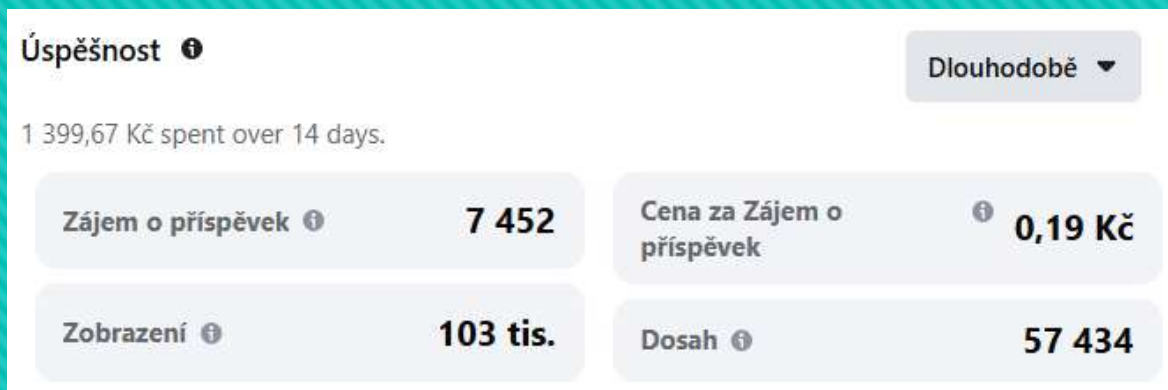 Úspěšnost
Dlouhodobě
1 399,67 Kč spent over 14 days.
Zájem o příspěvek 7 452
Cena za Zájem o
příspěvek
0,19 Kč
Zobrazení 103 tis.
Dosah 57 434